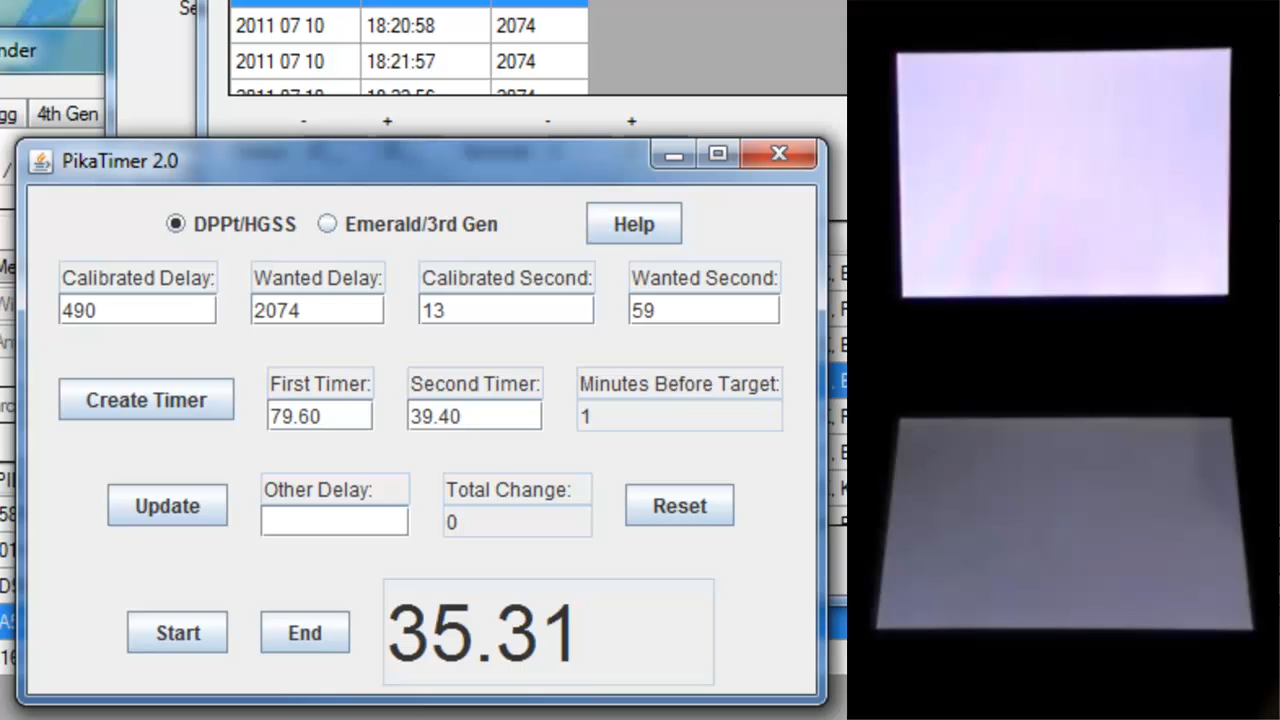 2011 07 10 18:20:58 2074
nder
2011 07 10 18:21:57 2074
gg 4th Gen
- + - +
PikaTimer 2.0
DPPt/HGSS Emerald/3rd Gen Help
Calibrated Delay: Wanted Delay: Calibrated Second: Wanted Second:
490 2074 13 59
Create Timer
First Timer: Second Timer: Minutes Before Target:
79.60 39.40 1
Update
Other Delay: Total Change:
0
Reset
Start End 35.31